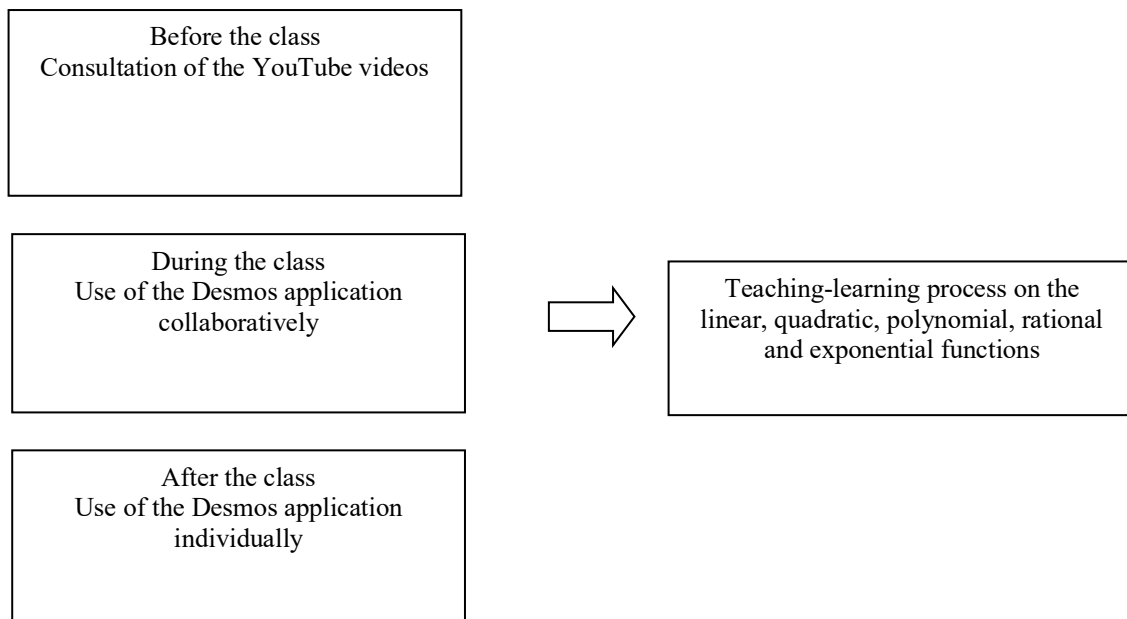 Before the class
Consultation of the YouTube videos
During the class
Use of the Desmos application
collaboratively
Teaching-learning process on the
linear, quadratic, polynomial, rational
and exponential functions
After the class
Use of the Desmos application
individually